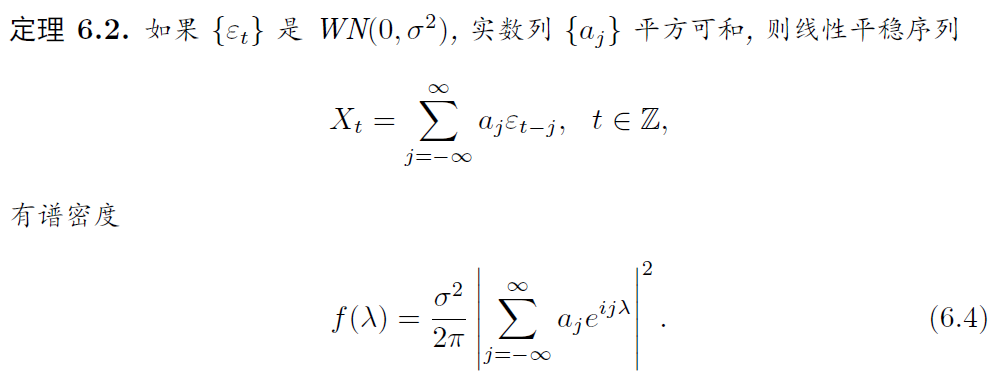 定理 6.2. 如果 {ε_t} 是 WN(0, σ²), 实数列 {a_j} 平方可和, 则线性平稳序列
X_t = ∑_{j=−∞}^{∞} a_j ε_{t−j}, t ∈ ℤ,
有谱密度
f(λ) = \frac{σ²}{2π} |∑_{j=−∞}^{∞} a_j e^{ijλ}|². (6.4)